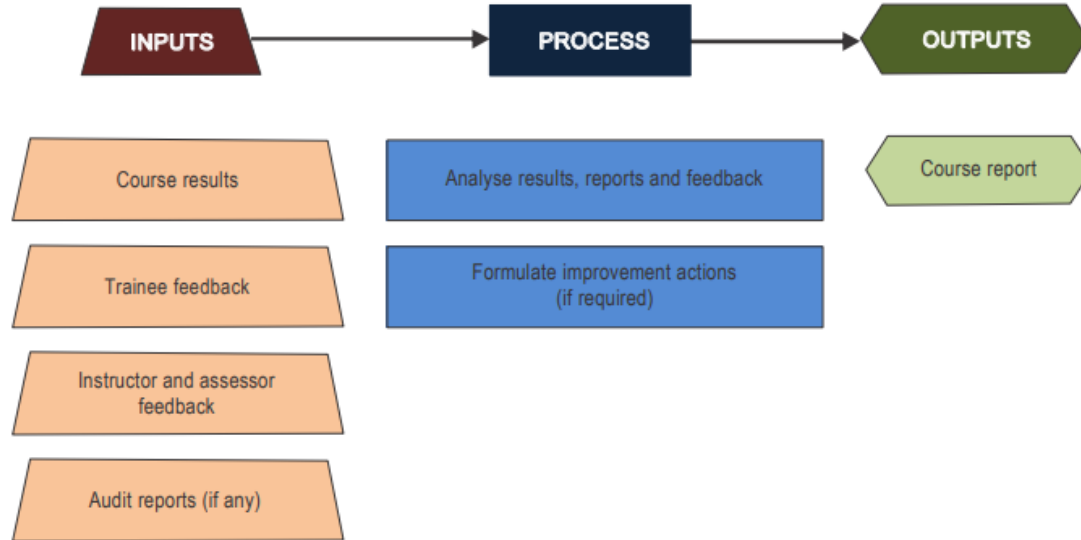 INPUTS
PROCESS
OUTPUTS
Course results
Analyse results, reports and feedback
Course report
Trainee feedback
Formulate improvement actions
(if required)
Instructor and assessor
feedback
Audit reports (if any)